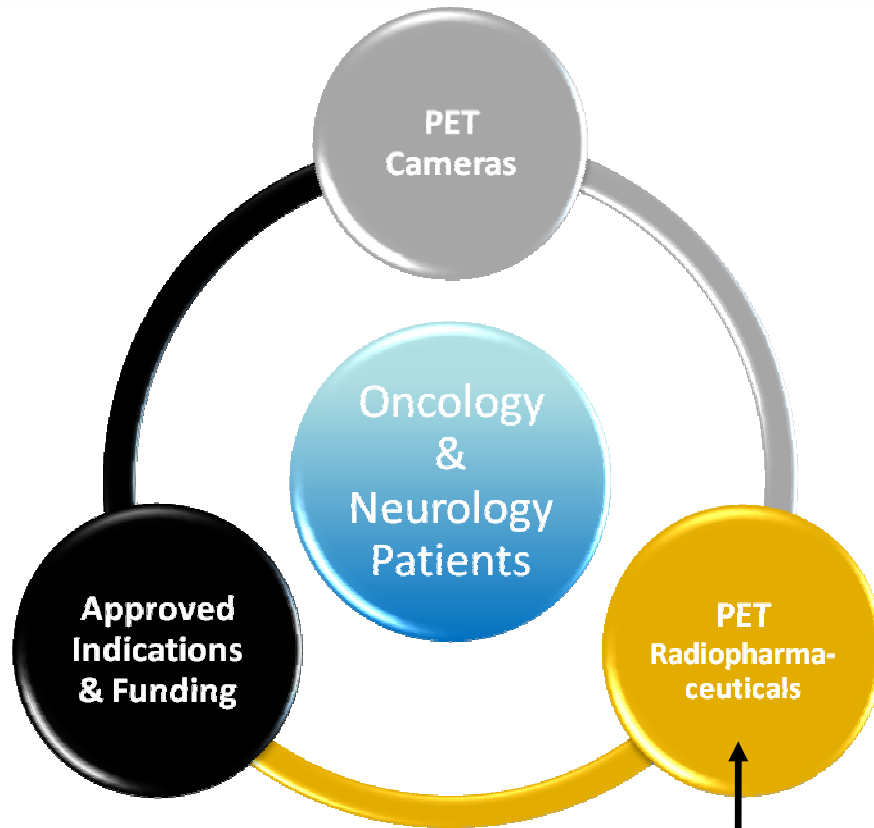 PET
Cameras
Oncology
&
Neurology
Patients
Approved
Indications
& Funding
PET
Radiopharma-
ceuticals